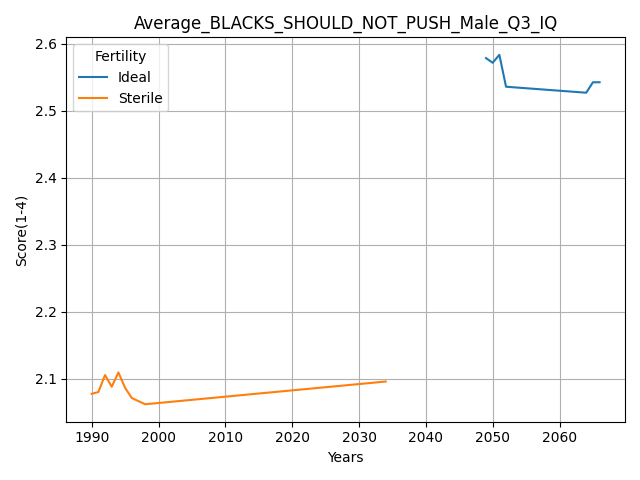 Average_BLACKS_SHOULD_NOT_PUSH_Male_Q3_IQ
Fertility
Ideal
Sterile
Score(1-4)
2.6
2.5
2.4
2.3
2.2
2.1
1990 2000 2010 2020 2030 2040 2050 2060
Years